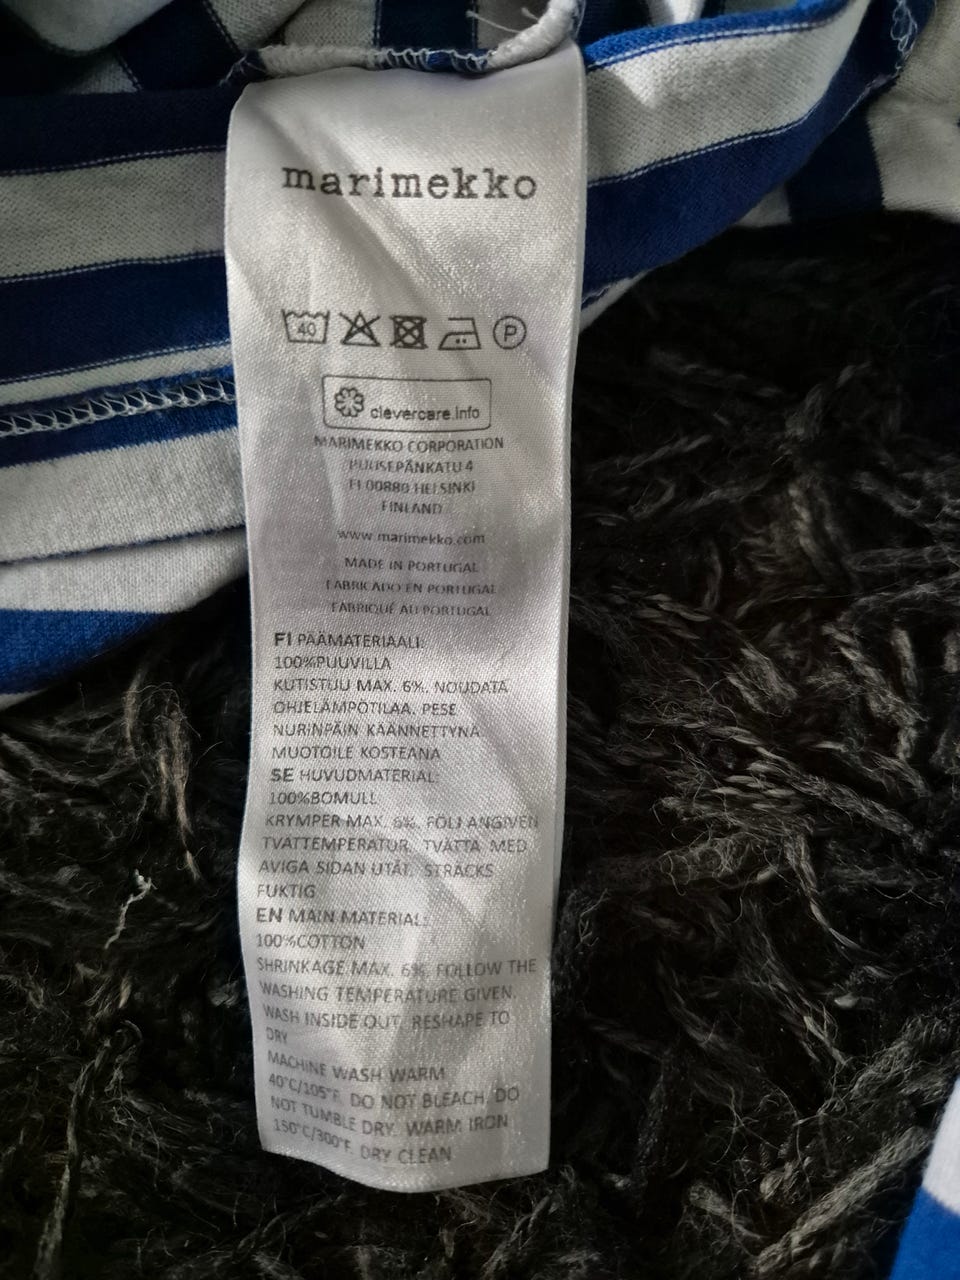 marimekko
40 P
clevercare.info
MARIMEKKO CORPORATION
PUUSEPÄNKATU 4
FI 00880 HELSINKI
FINLAND
www.marimekko.com
MADE IN PORTUGAL
FABRICADO EN PORTUGAL
FABRIQUÉ AU PORTUGAL
FI PÄÄMATERIAALI:
100%PUUVILLA
KUTISTUU MAX. 6%. NOUDATA
OHJELÄMPÖTILAA. PESE
NURINPÄIN KÄÄNNETTYNÄ.
MUOTOILE KOSTEANA
SE HUVUDMATERIAL:
100%BOMULL
KRYMPER MAX. 6%. FÖLJ ANGIVEN
TVÄTTEMPERATUR. TVÄTTA MED
AVIGA SIDAN UTÅT. STRÄCKS
FUKTIG
EN MAIN MATERIAL:
100%COTTON
SHRINKAGE MAX. 6%. FOLLOW THE
WASHING TEMPERATURE GIVEN.
WASH INSIDE OUT. RESHAPE TO
DRY
MACHINE WASH WARM
40°C/105°F. DO NOT BLEACH. DO
NOT TUMBLE DRY. WARM IRON
150°C/300°F. DRY CLEAN